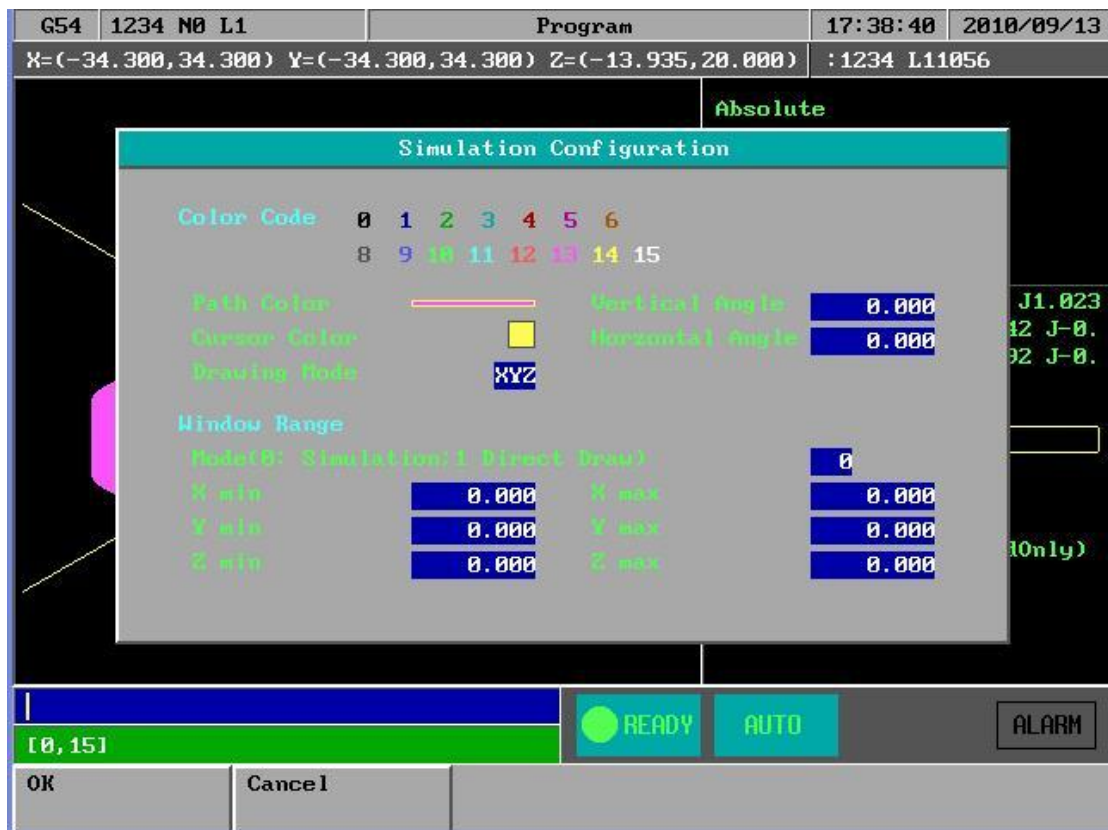 G54 1234 N0 L1 Program 17:38:40 2010/09/13
X=(-34.300,34.300) Y=(-34.300,34.300) Z=(-13.935,20.000) :1234 L11056
Absolute
Simulation Configuration
Color Code 0 1 2 3 4 5 6
8 9 10 11 12 13 14 15
Path Color Vertical Angle 0.000
J1.023
Cursor Color Horzontal Angle 0.000
42 J-0.
Drawing Mode XYZ
92 J-0.
Window Range
Mode(0: Simulation;1 Direct Draw) 0
X min 0.000 X max 0.000
Y min 0.000 Y max 0.000
Z min 0.000 Z max 0.000
dOnly)
READY AUTO ALARM
[0,15]
OK Cancel